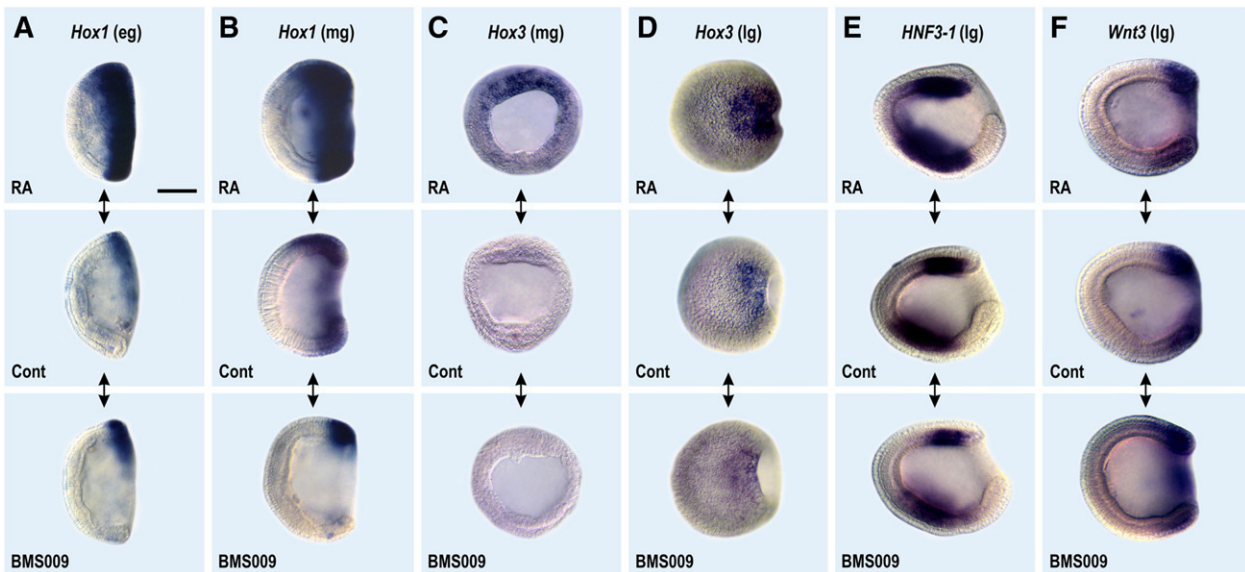 A Hox1 (eg)
B Hox1 (mg)
C Hox3 (mg)
D Hox3 (lg)
E HNF3-1 (lg)
F Wnt3 (lg)
RA RA RA RA RA RA
Cont Cont Cont Cont Cont Cont
BMS009 BMS009 BMS009 BMS009 BMS009 BMS009